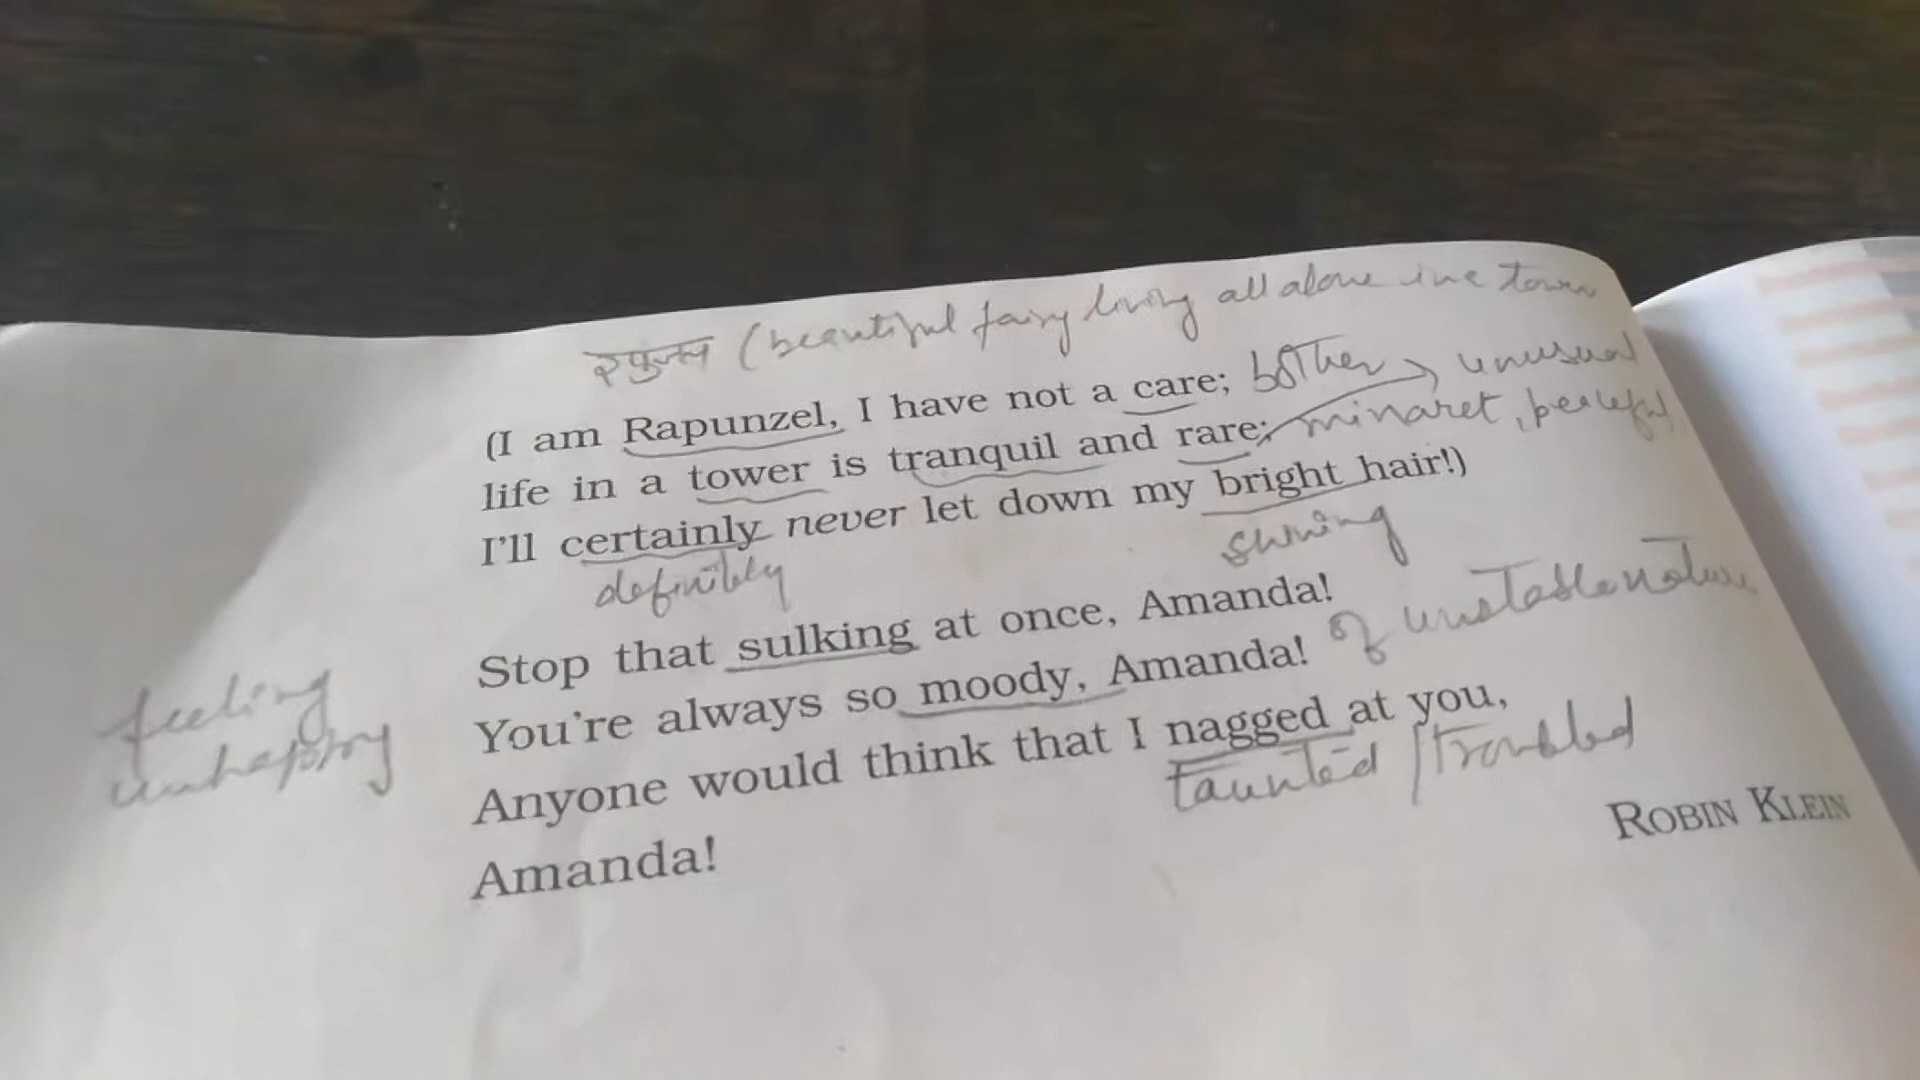 रपुन्जल (beautiful fairy living all alone in a tower
(I am Rapunzel, I have not a care; bother → unusual
life in a tower is tranquil and rare; minaret, peaceful
I'll certainly never let down my bright hair!)
definitely shining
Stop that sulking at once, Amanda!
You're always so moody, Amanda! of unstable nature
feeling
unhappy
Anyone would think that I nagged at you,
taunted / troubled
Amanda!
ROBIN KLEIN